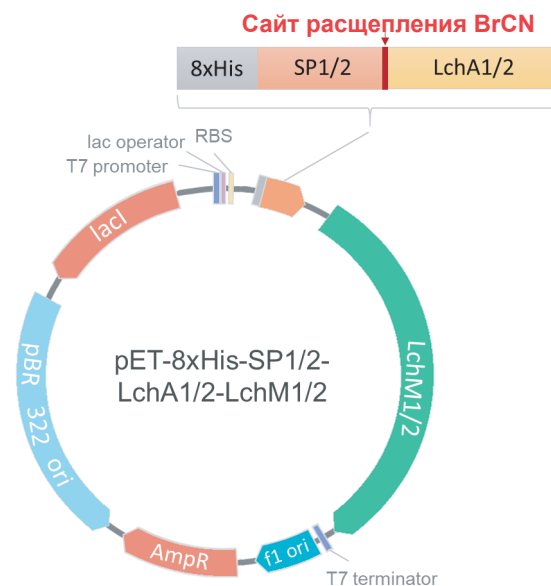 Сайт расщепления BrCN
8xHis
SP1/2
LchA1/2
lac operator
RBS
T7 promoter
lacI
LchM1/2
pET-8xHis-SP1/2-
LchA1/2-LchM1/2
pBR 322 ori
AmpR
f1 ori
T7 terminator